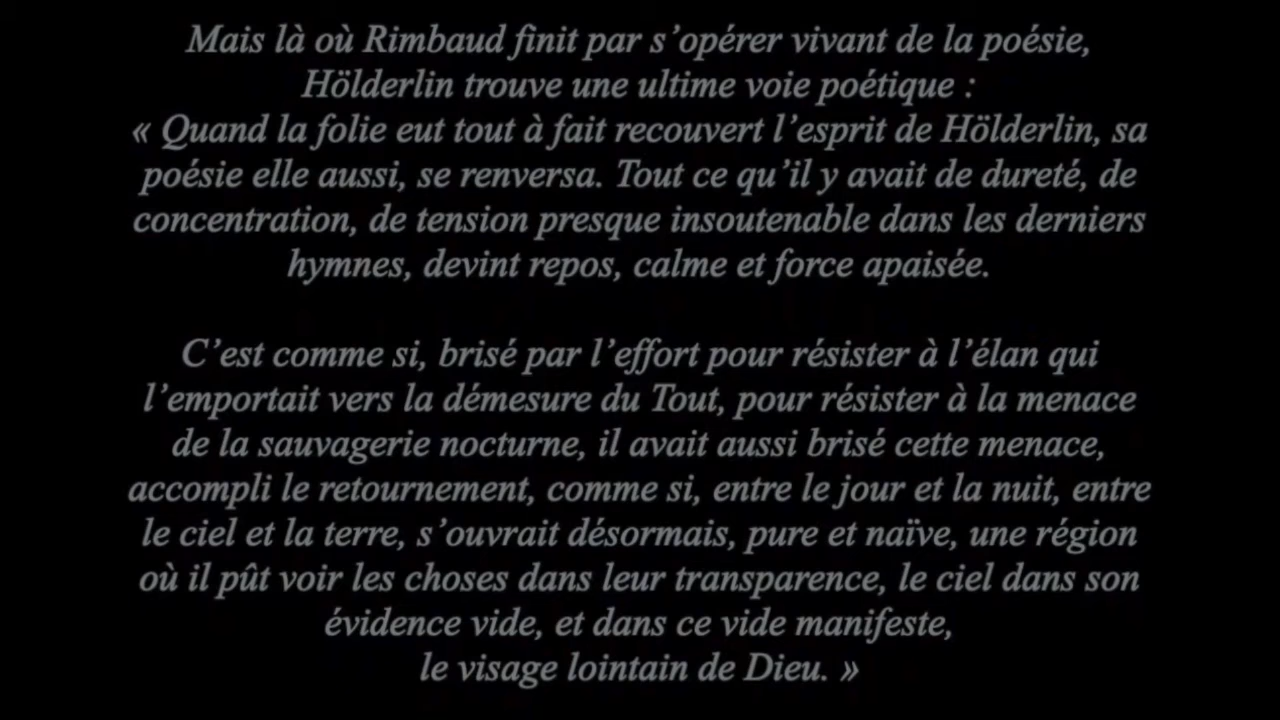 Mais là où Rimbaud finit par s’opérer vivant de la poésie,
Hölderlin trouve une ultime voie poétique :
« Quand la folie eut tout à fait recouvert l’esprit de Hölderlin, sa
poésie elle aussi, se renversa. Tout ce qu’il y avait de dureté, de
concentration, de tension presque insoutenable dans les derniers
hymnes, devint repos, calme et force apaisée.
C’est comme si, brisé par l’effort pour résister à l’élan qui
l’emportait vers la démesure du Tout, pour résister à la menace
de la sauvagerie nocturne, il avait aussi brisé cette menace,
accompli le retournement, comme si, entre le jour et la nuit, entre
le ciel et la terre, s’ouvrait désormais, pure et naïve, une région
où il pût voir les choses dans leur transparence, le ciel dans son
évidence vide, et dans ce vide manifeste,
le visage lointain de Dieu. »